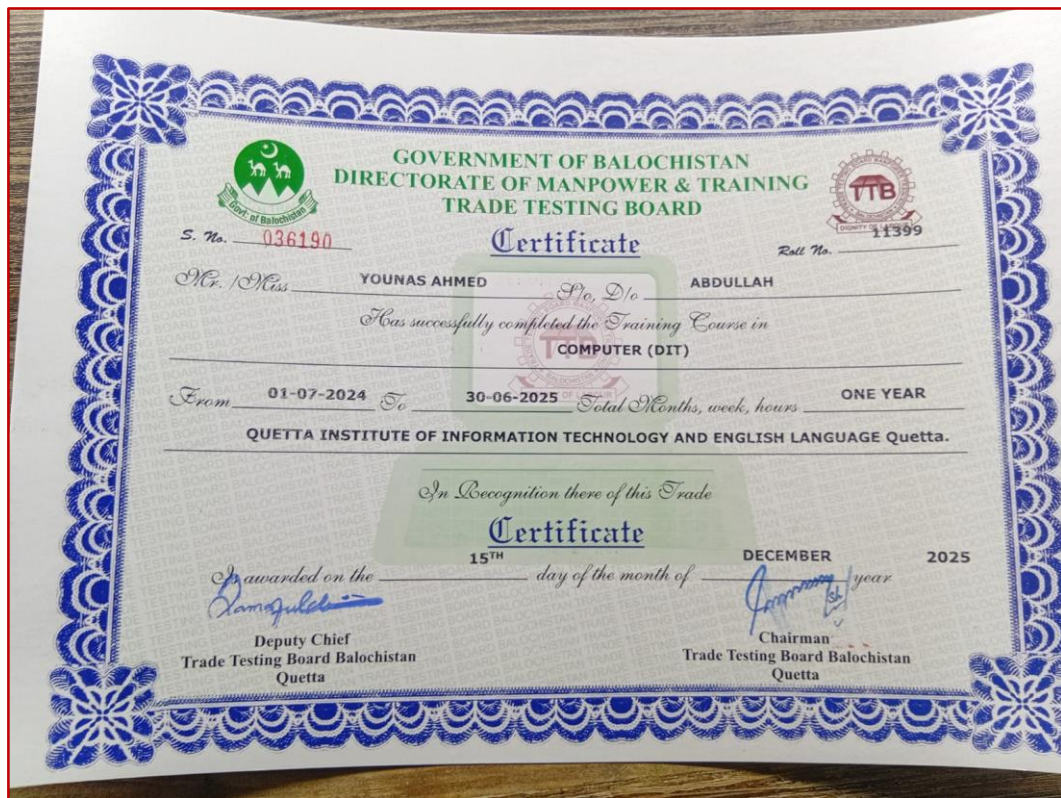 GOVERNMENT OF BALOCHISTAN
DIRECTORATE OF MANPOWER & TRAINING
TRADE TESTING BOARD
Govt: of Balochistan
TTB
S. No. 036190
Certificate
Roll No. 11399
Mr. / Miss YOUNAS AHMED S/o, D/o ABDULLAH
Has successfully completed the Training Course in
COMPUTER (DIT)
From 01-07-2024 To 30-06-2025 Total Months, week, hours ONE YEAR
QUETTA INSTITUTE OF INFORMATION TECHNOLOGY AND ENGLISH LANGUAGE Quetta.
In Recognition there of this Trade
Certificate
Is awarded on the 15TH day of the month of DECEMBER year 2025
Deputy Chief
Trade Testing Board Balochistan
Quetta
Chairman
Trade Testing Board Balochistan
Quetta